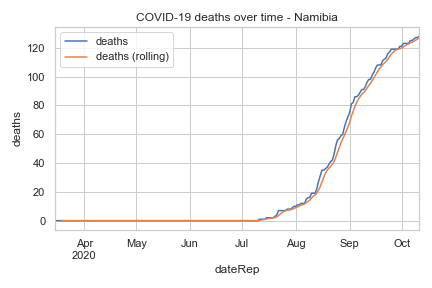 COVID-19 deaths over time - Namibia
deaths
deaths (rolling)
120
100
80
60
40
20
0
deaths
Apr May Jun Jul Aug Sep Oct
2020
dateRep